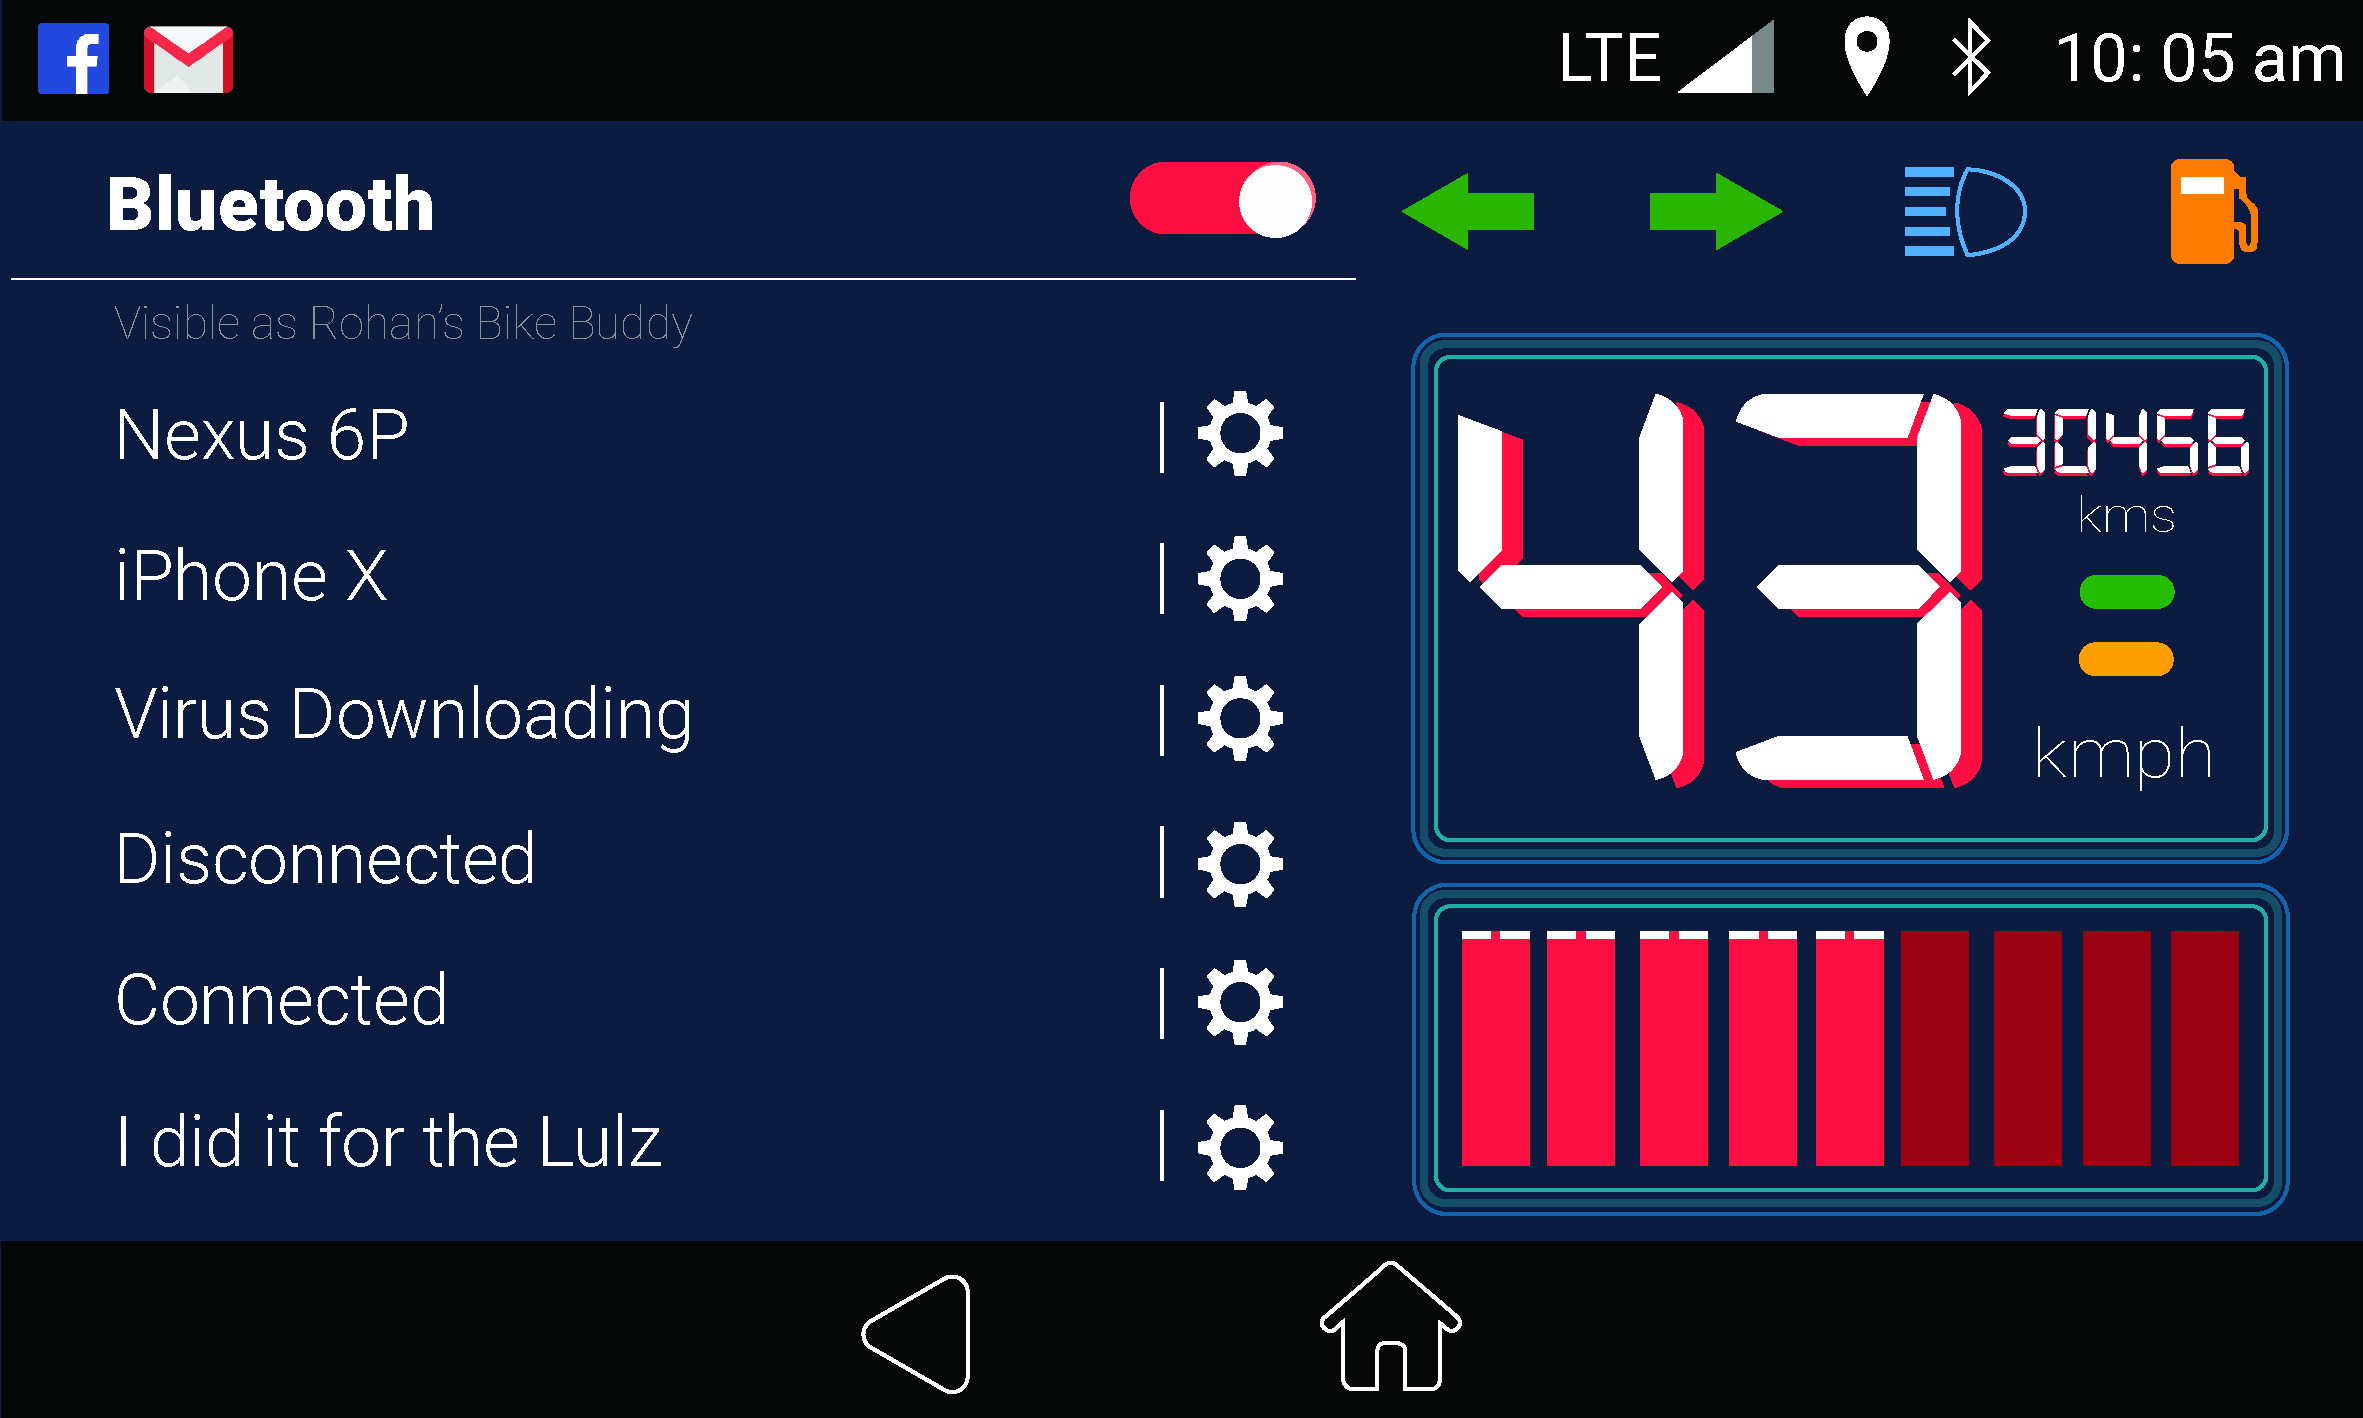 f
LTE
10: 05 am
Bluetooth
Visible as Rohan's Bike Buddy
Nexus 6P
iPhone X
Virus Downloading
Disconnected
Connected
I did it for the Lulz
43
30456
kms
kmph